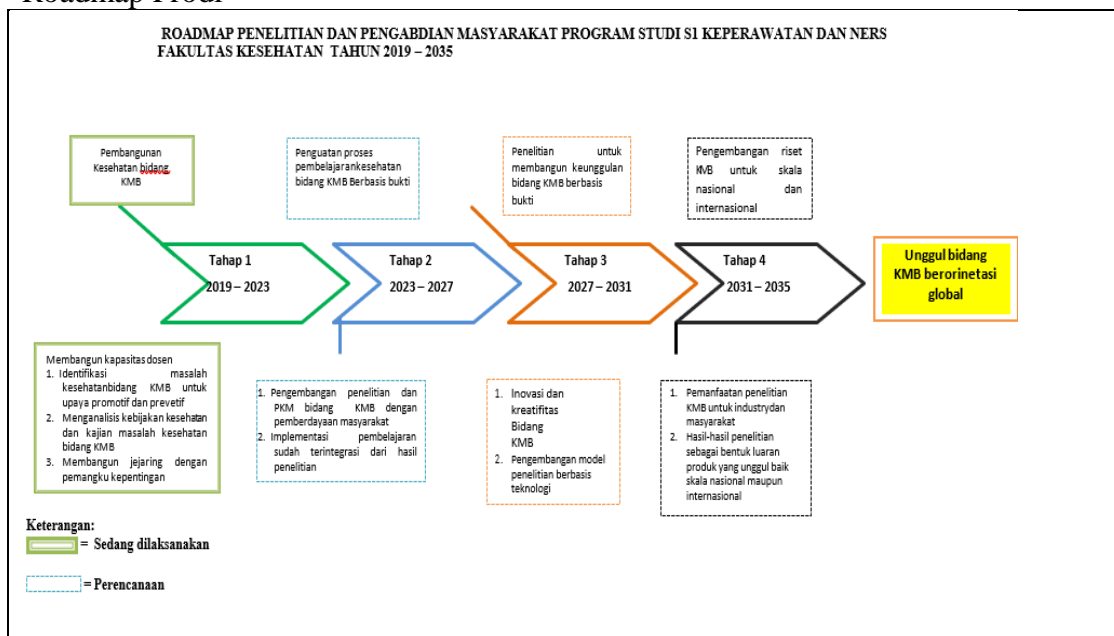 Roadmap Prodi
ROADMAP PENELITIAN DAN PENGABDIAN MASYARAKAT PROGRAM STUDI S1 KEPERAWATAN DAN NERS
FAKULTAS KESEHATAN TAHUN 2019 – 2035
Pembangunan
Kesehatan bidang
KMB
Penguatan proses
pembelajarankesehatan
bidang KMB Berbasis bukti
Penelitian untuk
membangun keunggulan
bidang KMB berbasis
bukti
Pengembangan riset
KMB untuk skala
nasional dan
internasional
Tahap 1
2019 – 2023
Tahap 2
2023 – 2027
Tahap 3
2027 – 2031
Tahap 4
2031 – 2035
Unggul bidang
KMB berorinetasi
global
Membangun kapasitas dosen
1. Identifikasi masalah
kesehatanbidang KMB untuk
upaya promotif dan prevetif
2. Menganalisis kebijakan kesehatan
dan kajian masalah kesehatan
bidang KMB
3. Membangun jejaring dengan
pemangku kepentingan
1. Pengembangan penelitian dan
PKM bidang KMB dengan
pemberdayaan masyarakat
2. Implementasi pembelajaran
sudah terintegrasi dari hasil
penelitian
1. Inovasi dan
kreatifitas
Bidang
KMB
2. Pengembangan model
penelitian berbasis
teknologi
1. Pemanfaatan penelitian
KMB untuk industrydan
masyarakat
2. Hasil-hasil penelitian
sebagai bentuk luaran
produk yang unggul baik
skala nasional maupun
internasional
Keterangan:
= Sedang dilaksanakan
= Perencanaan